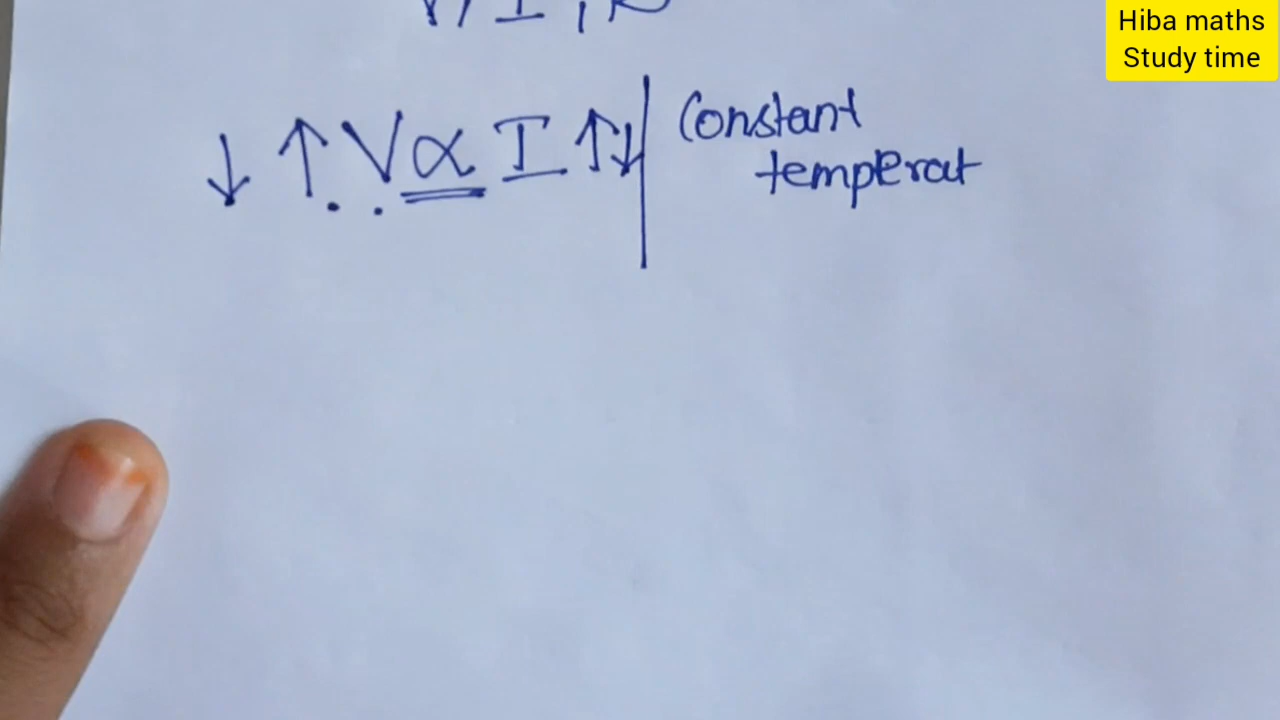 Hiba maths
Study time
↓ ↑ V ∝ I ↑↓ | Constant
temperat